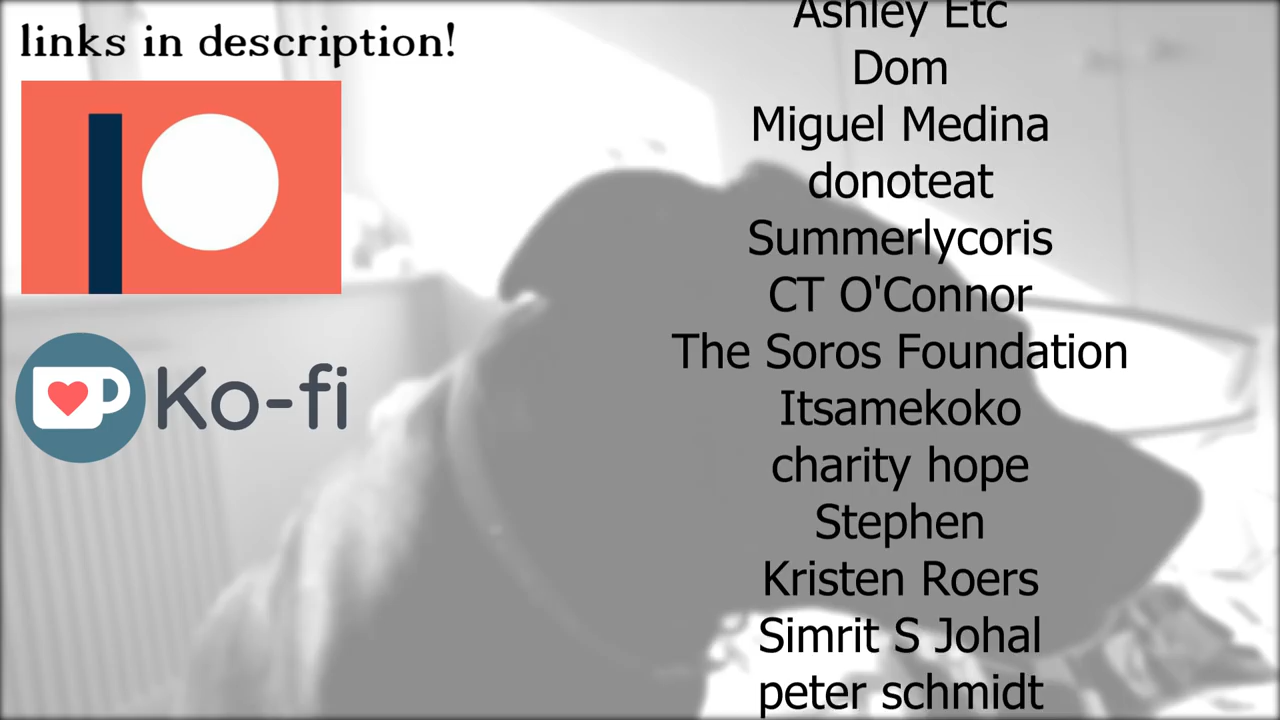 links in description!
Ko-fi
Ashley Etc
Dom
Miguel Medina
donoteat
Summerlycoris
CT O'Connor
The Soros Foundation
Itsamekoko
charity hope
Stephen
Kristen Roers
Simrit S Johal
peter schmidt